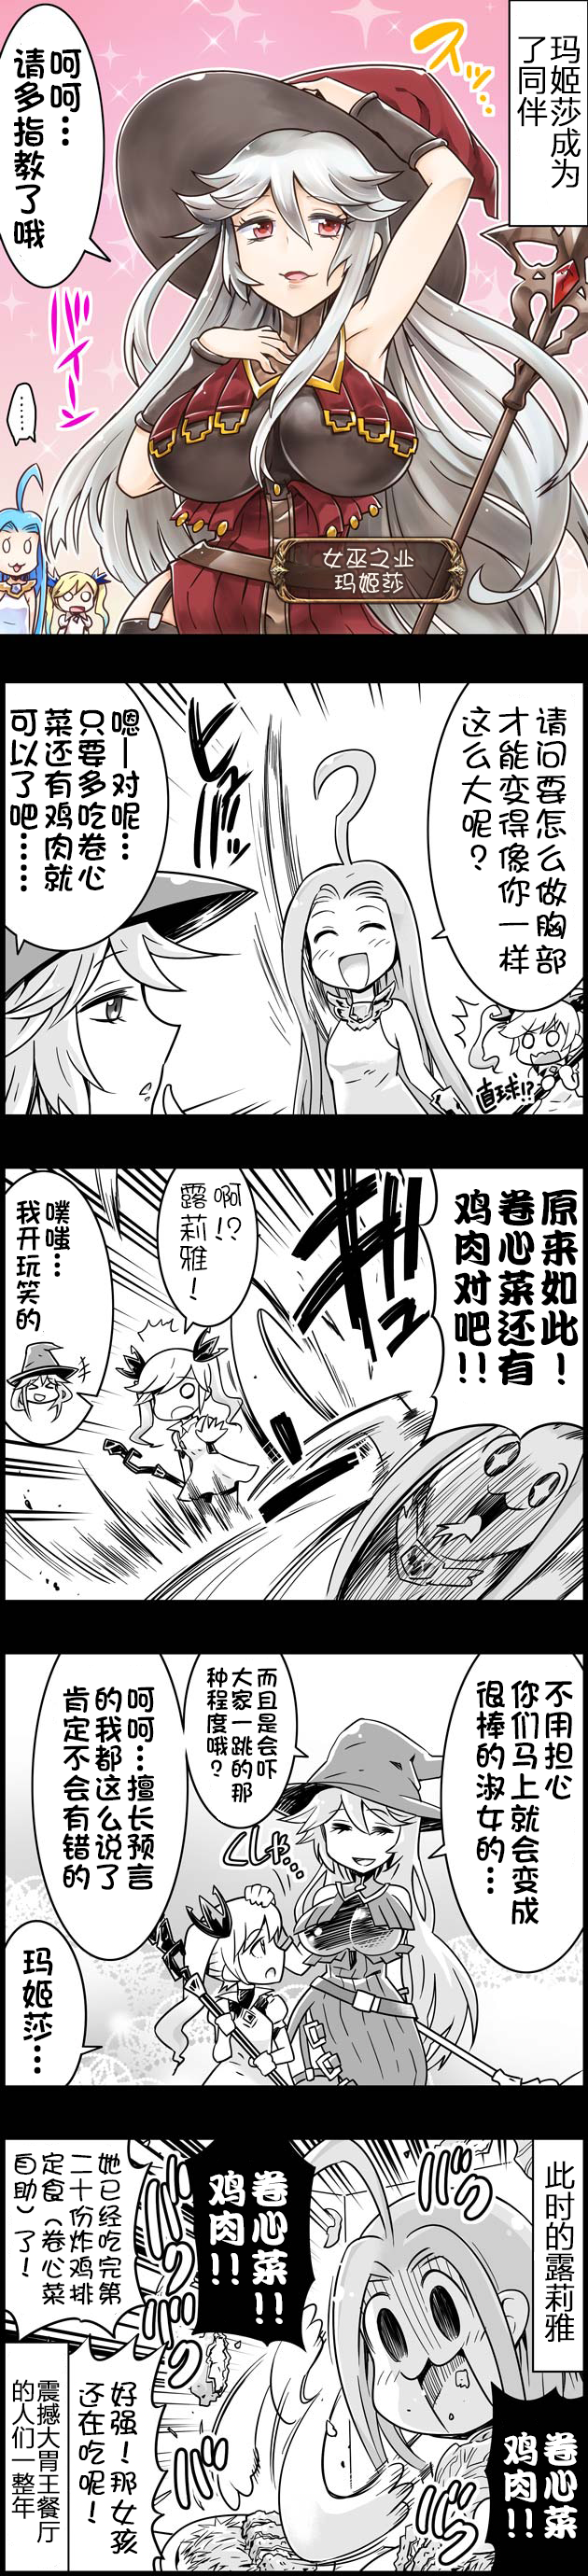 玛姬莎成为
了同伴
スッ…
呵呵…
请多指教了哦
バイーン
……
女巫之业
玛姬莎
请问要怎么做胸部
才能变得像你一样
这么大呢？
直球!?
ヒュッ
嗯—对呢…
只要多吃卷心
菜还有鸡肉就
可以了吧……
原来如此！
卷心菜还有
鸡肉对吧!!
啊!?
露莉雅！
噗嗤…
我开玩笑的
不用担心
你们马上就会变成
很棒的淑女的…
而且是会吓
大家一跳的那
种程度哦？
くしゃ…
呵呵…擅长预言
的我都这么说了
肯定不会有错的
玛姬莎…
此时的露莉雅
卷心菜!!
鸡肉!!
卷心菜
鸡肉!!
她已经吃完第
二十份炸鸡排
定食（卷心菜
自助）了！
好强！那女孩
还在吃呢！
震撼大胃王餐厅
的人们一整年